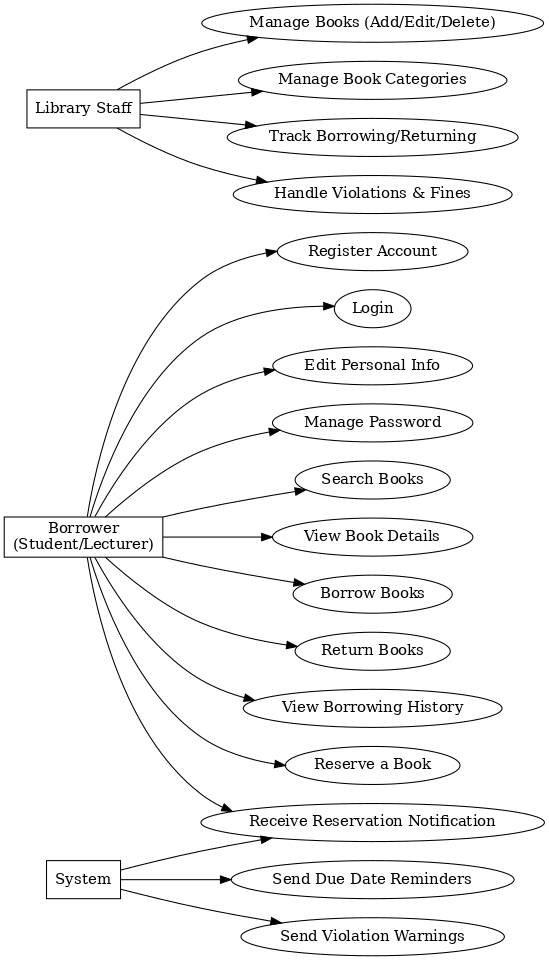 Manage Books (Add/Edit/Delete)
Manage Book Categories
Library Staff
Track Borrowing/Returning
Handle Violations & Fines
Register Account
Login
Edit Personal Info
Manage Password
Search Books
Borrower
(Student/Lecturer)
View Book Details
Borrow Books
Return Books
View Borrowing History
Reserve a Book
Receive Reservation Notification
System
Send Due Date Reminders
Send Violation Warnings